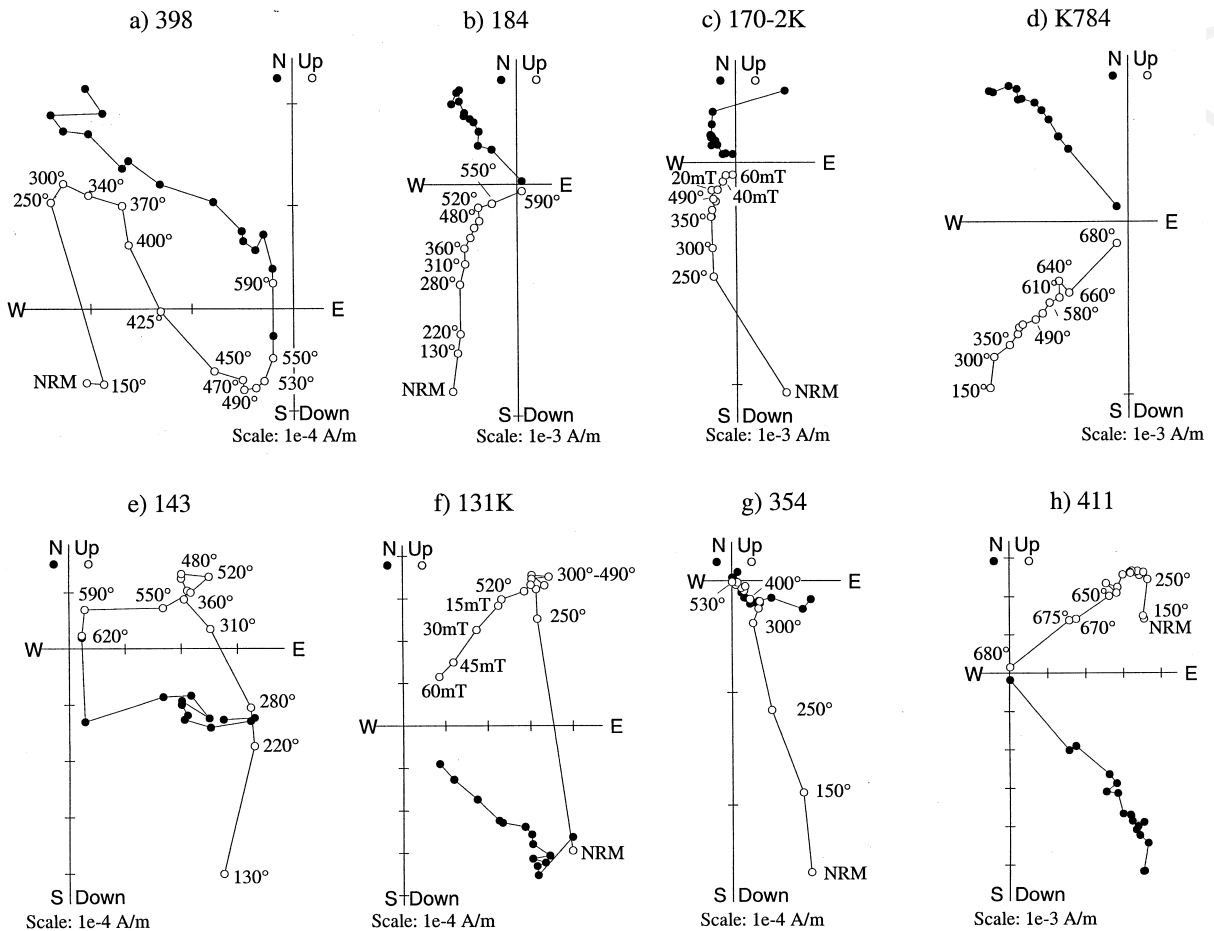 a) 398
N Up
300°
340°
250°
370°
400°
590°
W E
425°
450°
550°
NRM 150°
470°
530°
490°
S Down
Scale: 1e-4 A/m
b) 184
N Up
550°
W E
520°
590°
480°
360°
310°
280°
220°
130°
NRM
S Down
Scale: 1e-3 A/m
c) 170-2K
N Up
W E
20mT 60mT
490° 40mT
350°
300°
250°
NRM
S Down
Scale: 1e-3 A/m
d) K784
N Up
W E
680°
640°
610°
660°
580°
490°
350°
300°
150°
S Down
Scale: 1e-3 A/m
e) 143
N Up
480°
520°
590° 550°
360°
310°
620°
W E
280°
220°
130°
S Down
Scale: 1e-4 A/m
f) 131K
N Up
520° 300°-490°
15mT
250°
30mT
45mT
60mT
W E
NRM
S Down
Scale: 1e-4 A/m
g) 354
N Up
W E
400°
530°
300°
250°
150°
NRM
S Down
Scale: 1e-4 A/m
h) 411
N Up
250°
650°
150°
675° 670° NRM
680°
W E
S Down
Scale: 1e-3 A/m